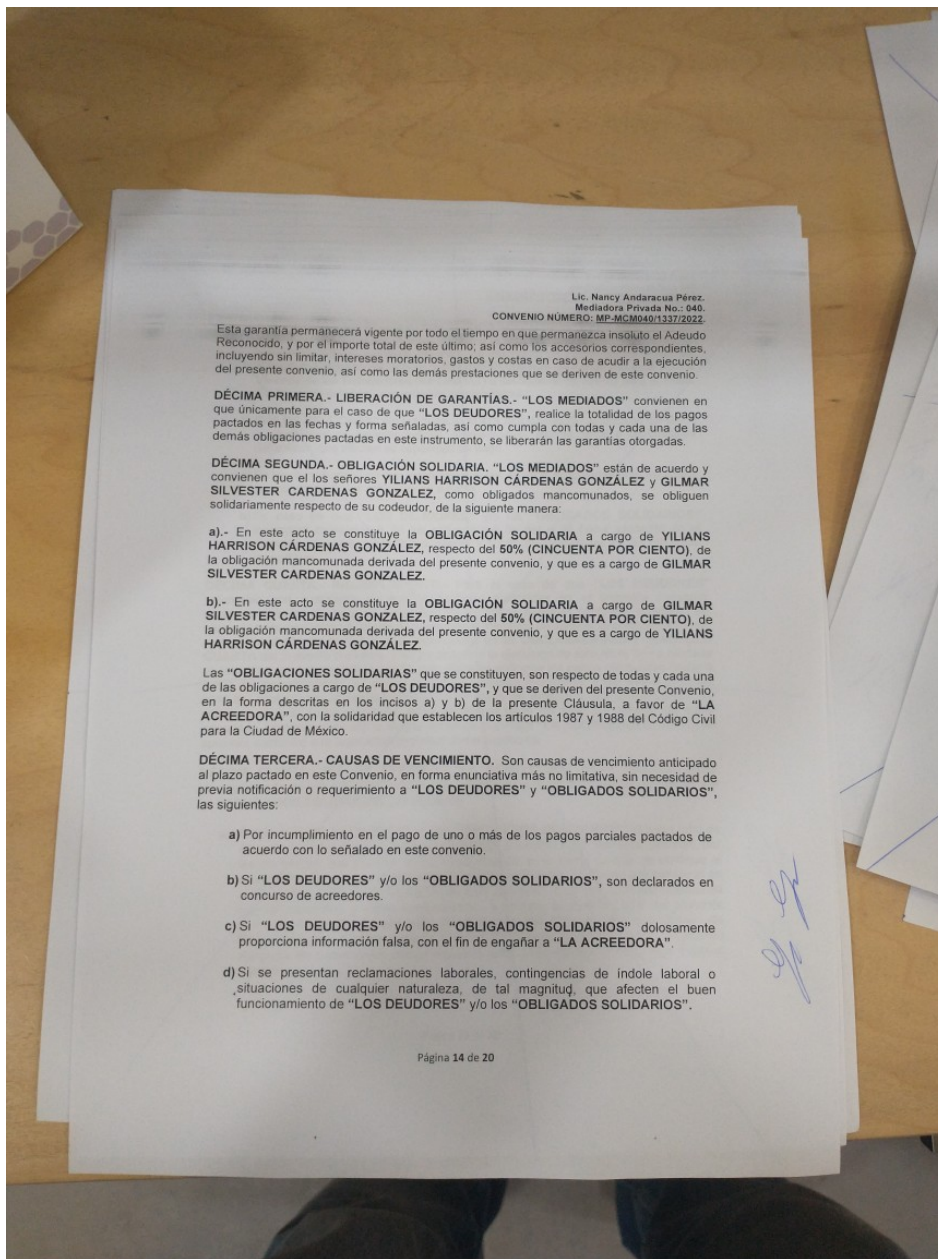 Lic. Nancy Andaracua Pérez.
Mediadora Privada No.: 040.
CONVENIO NÚMERO: MP-MCM040/1337/2022.
Esta garantía permanecerá vigente por todo el tiempo en que permanezca insoluto el Adeudo
Reconocido, y por el importe total de este último; así como los accesorios correspondientes,
incluyendo sin limitar, intereses moratorios, gastos y costas en caso de acudir a la ejecución
del presente convenio, así como las demás prestaciones que se deriven de este convenio.
DÉCIMA PRIMERA.- LIBERACIÓN DE GARANTÍAS.- “LOS MEDIADOS” convienen en
que únicamente para el caso de que “LOS DEUDORES”, realice la totalidad de los pagos
pactados en las fechas y forma señaladas, así como cumpla con todas y cada una de las
demás obligaciones pactadas en este instrumento, se liberarán las garantías otorgadas.
DÉCIMA SEGUNDA.- OBLIGACIÓN SOLIDARIA. “LOS MEDIADOS” están de acuerdo y
convienen que el los señores YILIANS HARRISON CÁRDENAS GONZÁLEZ y GILMAR
SILVESTER CARDENAS GONZALEZ, como obligados mancomunados, se obliguen
solidariamente respecto de su codeudor, de la siguiente manera:
a).- En este acto se constituye la OBLIGACIÓN SOLIDARIA a cargo de YILIANS
HARRISON CÁRDENAS GONZÁLEZ, respecto del 50% (CINCUENTA POR CIENTO), de
la obligación mancomunada derivada del presente convenio, y que es a cargo de GILMAR
SILVESTER CARDENAS GONZALEZ.
b).- En este acto se constituye la OBLIGACIÓN SOLIDARIA a cargo de GILMAR
SILVESTER CARDENAS GONZALEZ, respecto del 50% (CINCUENTA POR CIENTO), de
la obligación mancomunada derivada del presente convenio, y que es a cargo de YILIANS
HARRISON CÁRDENAS GONZÁLEZ.
Las “OBLIGACIONES SOLIDARIAS” que se constituyen, son respecto de todas y cada una
de las obligaciones a cargo de “LOS DEUDORES”, y que se deriven del presente Convenio,
en la forma descritas en los incisos a) y b) de la presente Cláusula, a favor de “LA
ACREEDORA”, con la solidaridad que establecen los artículos 1987 y 1988 del Código Civil
para la Ciudad de México.
DÉCIMA TERCERA.- CAUSAS DE VENCIMIENTO. Son causas de vencimiento anticipado
al plazo pactado en este Convenio, en forma enunciativa más no limitativa, sin necesidad de
previa notificación o requerimiento a “LOS DEUDORES” y “OBLIGADOS SOLIDARIOS”,
las siguientes:
a) Por incumplimiento en el pago de uno o más de los pagos parciales pactados de
acuerdo con lo señalado en este convenio.
b) Si “LOS DEUDORES” y/o los “OBLIGADOS SOLIDARIOS”, son declarados en
concurso de acreedores.
c) Si “LOS DEUDORES” y/o los “OBLIGADOS SOLIDARIOS” dolosamente
proporciona información falsa, con el fin de engañar a “LA ACREEDORA”.
d) Si se presentan reclamaciones laborales, contingencias de índole laboral o
situaciones de cualquier naturaleza, de tal magnitud, que afecten el buen
funcionamiento de “LOS DEUDORES” y/o los “OBLIGADOS SOLIDARIOS”.
Página 14 de 20